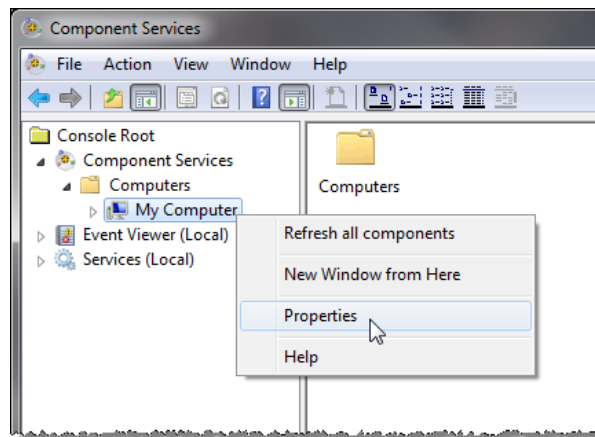 Component Services
File Action View Window Help
Console Root
Component Services
Computers
My Computer
Event Viewer (Local)
Services (Local)
Computers
Refresh all components
New Window from Here
Properties
Help